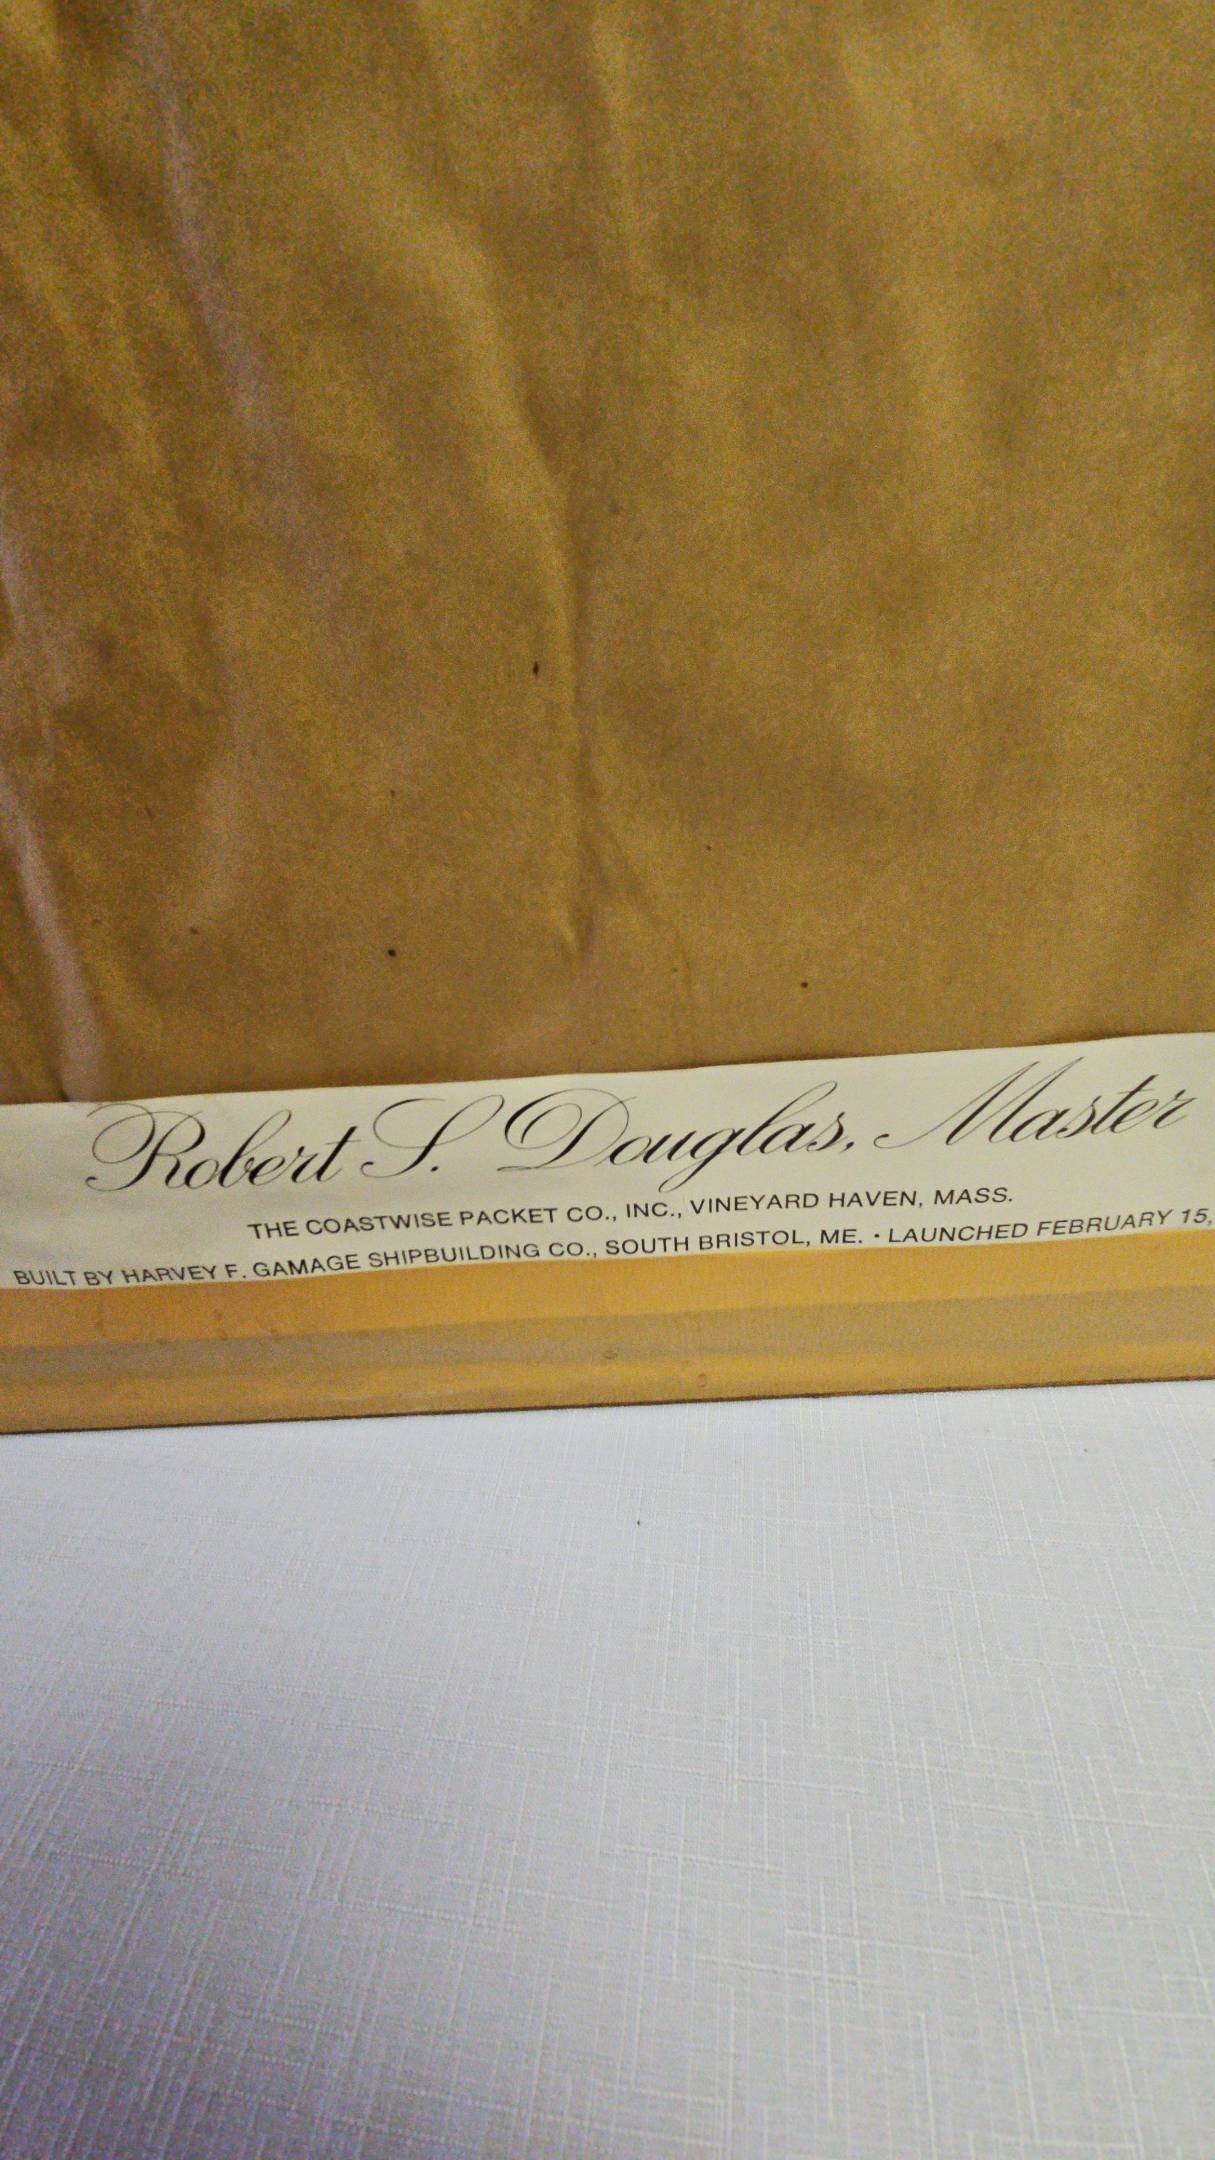 Robert S. Douglas, Master
THE COASTWISE PACKET CO., INC., VINEYARD HAVEN, MASS.
BUILT BY HARVEY F. GAMAGE SHIPBUILDING CO., SOUTH BRISTOL, ME. • LAUNCHED FEBRUARY 15,